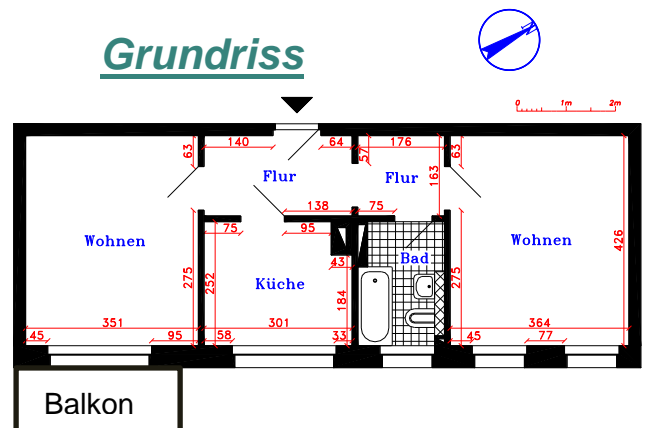 Grundriss
N
0 1m 2m
63 140 64 57 176 63
Flur Flur
163
138 75
Wohnen 75 95 Bad Wohnen
426
275 252 Küche 43 184 275
351 301 364
45 95 58 33 45 77
Balkon